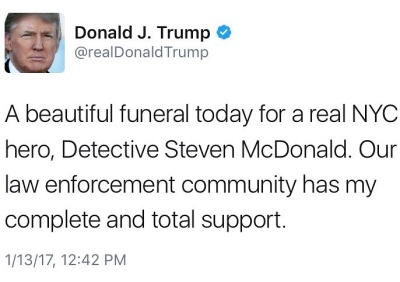 Donald J. Trump
@realDonaldTrump
A beautiful funeral today for a real NYC
hero, Detective Steven McDonald. Our
law enforcement community has my
complete and total support.
1/13/17, 12:42 PM